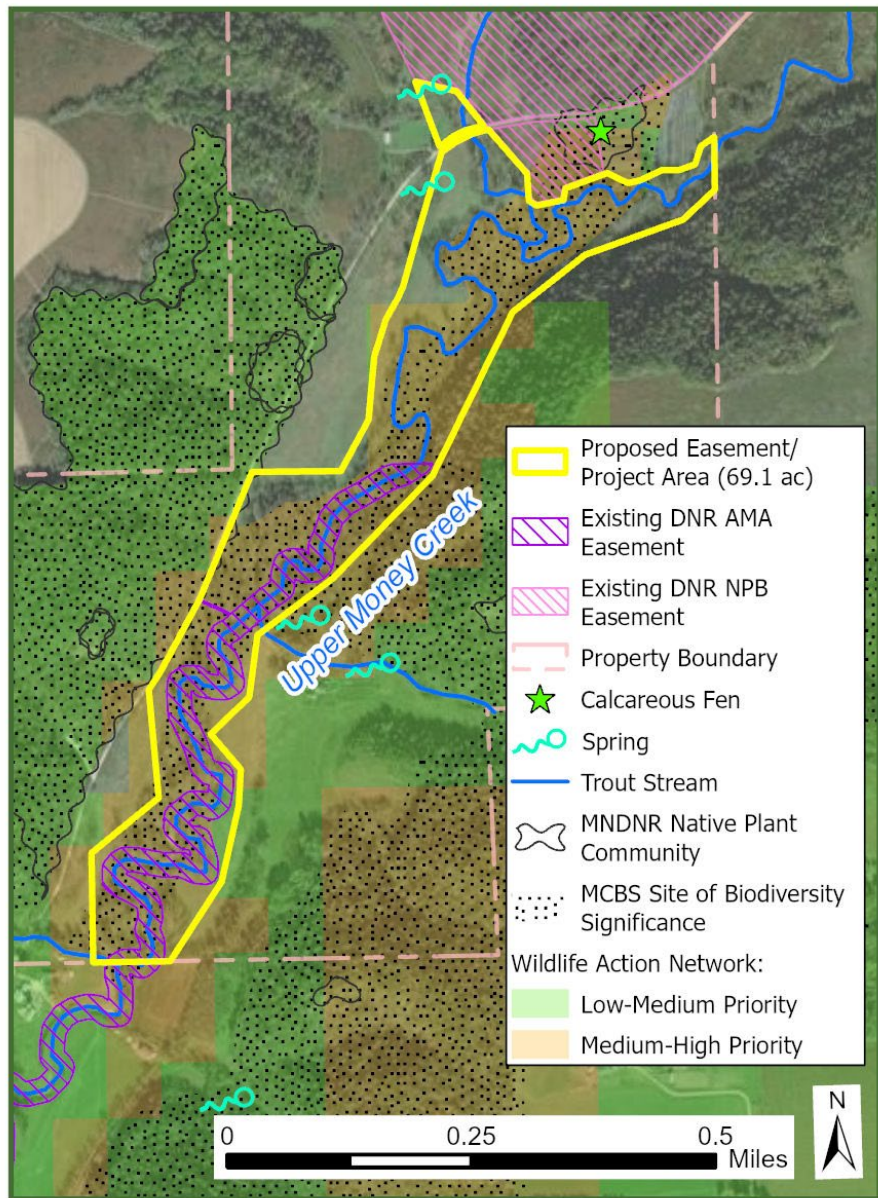 Upper Money Creek
Proposed Easement/
Project Area (69.1 ac)
Existing DNR AMA
Easement
Existing DNR NPB
Easement
Property Boundary
Calcareous Fen
Spring
Trout Stream
MNDNR Native Plant
Community
MCBS Site of Biodiversity
Significance
Wildlife Action Network:
Low-Medium Priority
Medium-High Priority
0 0.25 0.5
Miles
N